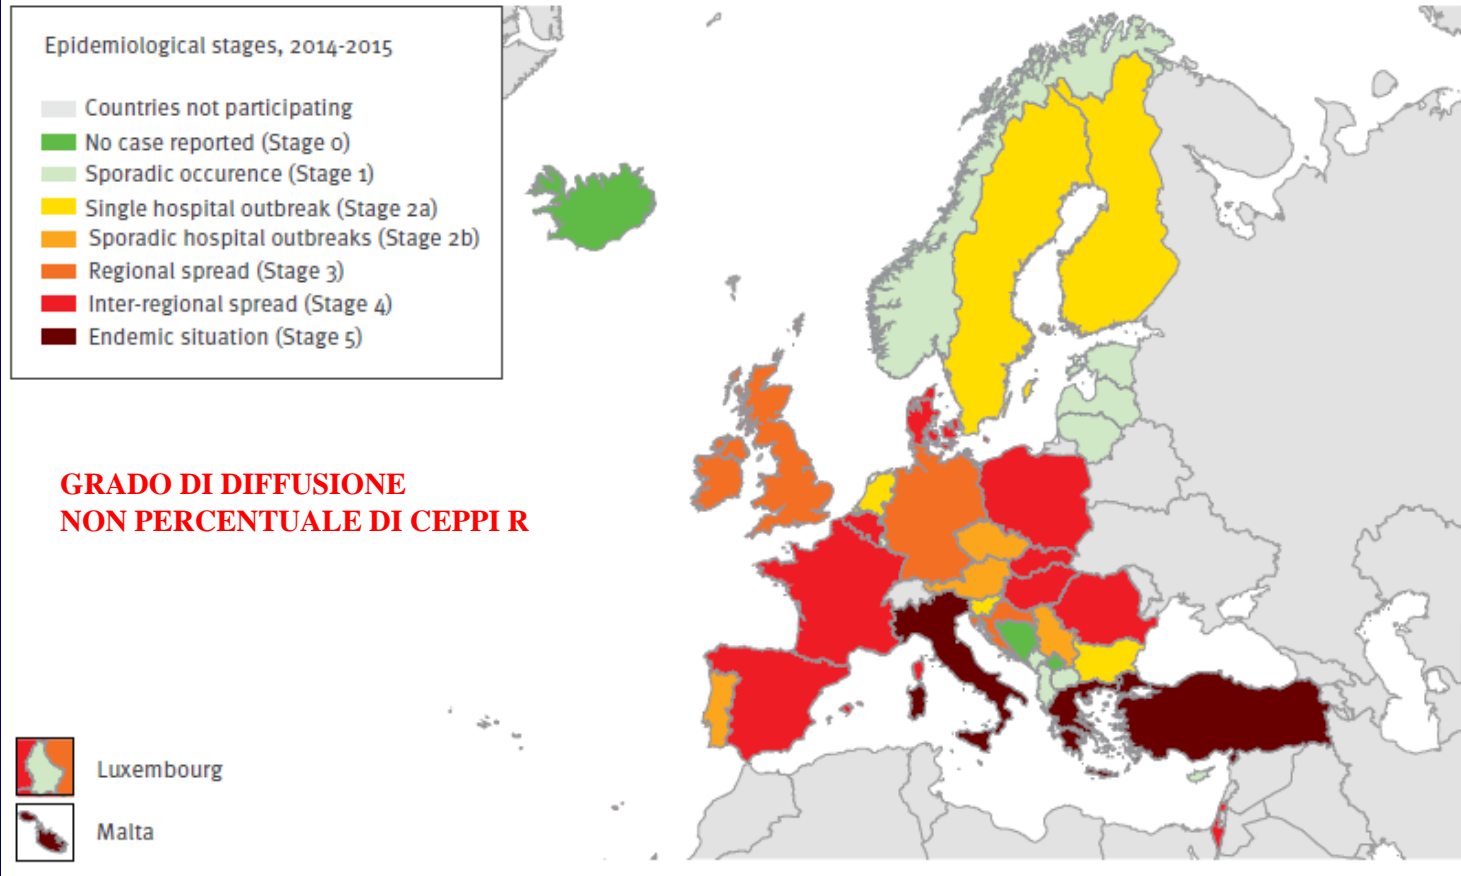 Epidemiological stages, 2014-2015
Countries not participating
No case reported (Stage 0)
Sporadic occurence (Stage 1)
Single hospital outbreak (Stage 2a)
Sporadic hospital outbreaks (Stage 2b)
Regional spread (Stage 3)
Inter-regional spread (Stage 4)
Endemic situation (Stage 5)
GRADO DI DIFFUSIONE
NON PERCENTUALE DI CEPPI R
Luxembourg
Malta